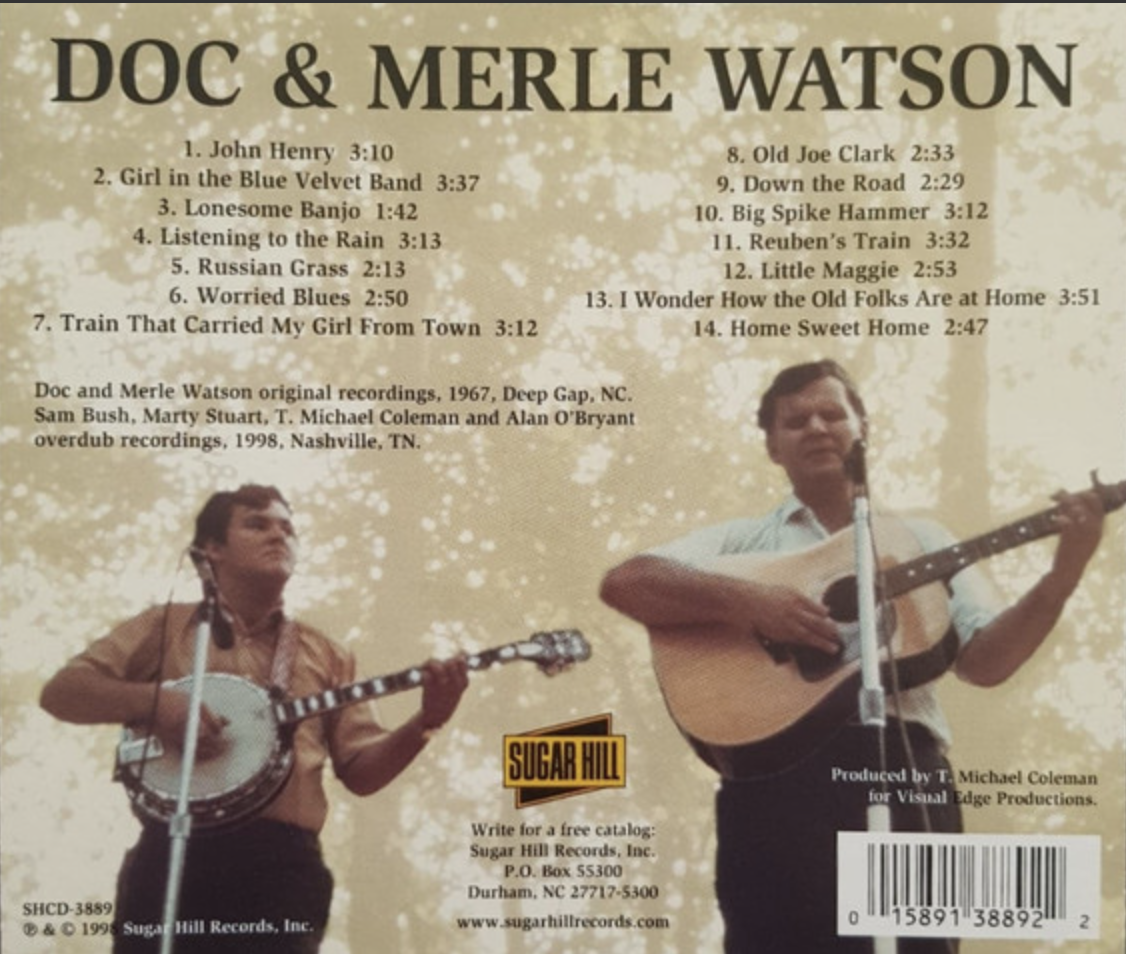 DOC & MERLE WATSON
1. John Henry 3:10
2. Girl in the Blue Velvet Band 3:37
3. Lonesome Banjo 1:42
4. Listening to the Rain 3:13
5. Russian Grass 2:13
6. Worried Blues 2:50
7. Train That Carried My Girl From Town 3:12
8. Old Joe Clark 2:33
9. Down the Road 2:29
10. Big Spike Hammer 3:12
11. Reuben's Train 3:32
12. Little Maggie 2:53
13. I Wonder How the Old Folks Are at Home 3:51
14. Home Sweet Home 2:47
Doc and Merle Watson original recordings, 1967, Deep Gap, NC.
Sam Bush, Marty Stuart, T. Michael Coleman and Alan O'Bryant
overdub recordings, 1998, Nashville, TN.
SUGAR HILL
Write for a free catalog:
Sugar Hill Records, Inc.
P.O. Box 55300
Durham, NC 27717-5300
www.sugarhillrecords.com
Produced by T. Michael Coleman
for Visual Edge Productions.
SHCD-3889
℗ & © 1998 Sugar Hill Records, Inc.
0 15891 38892 2